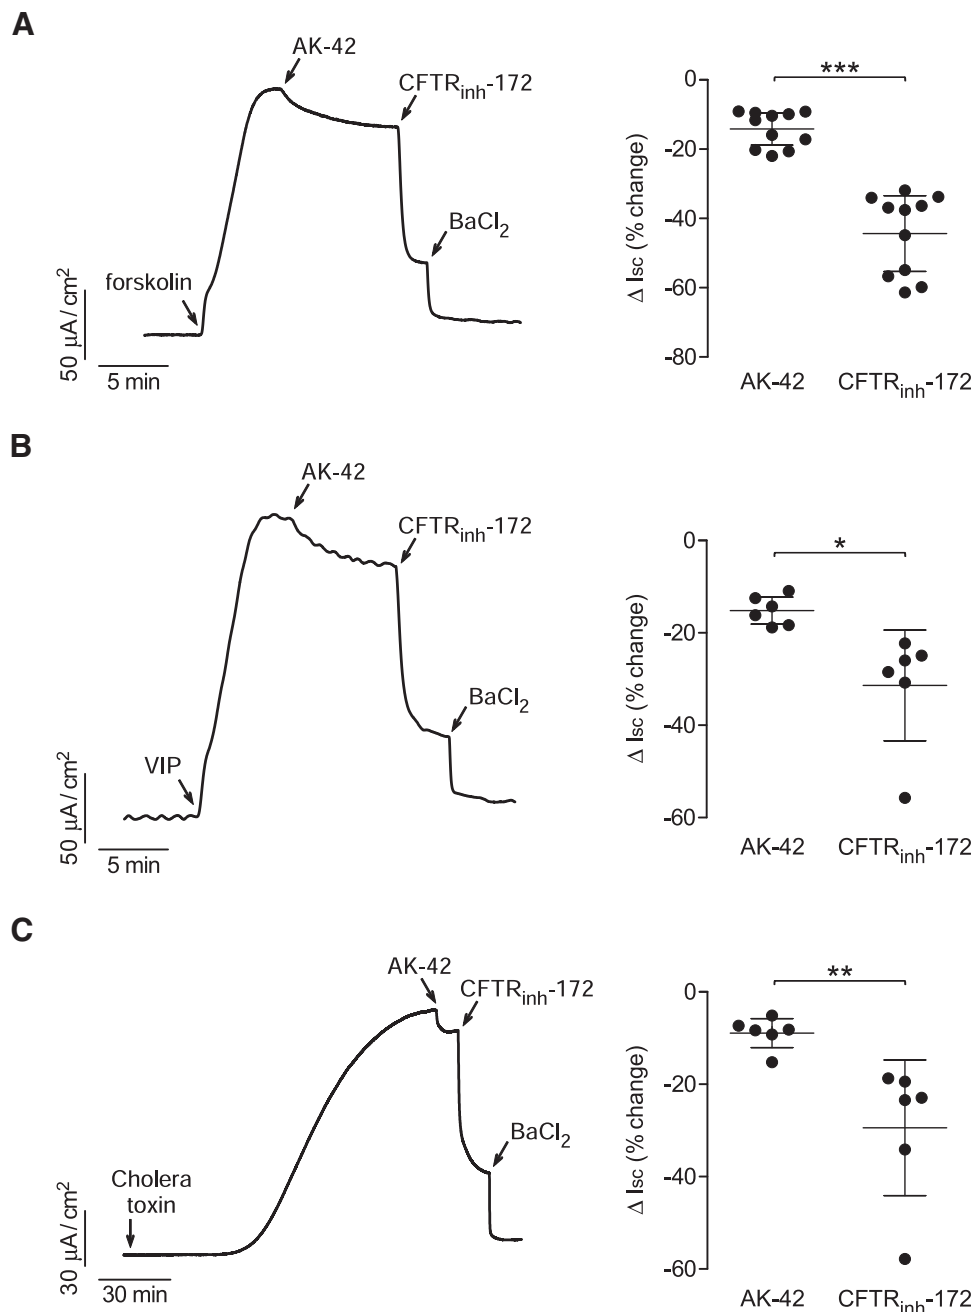 A
AK-42
CFTRinh-172
BaCl2
forskolin
50 µA/cm2
5 min
0
-20
-40
-60
-80
Δ Isc (% change)
***
AK-42
CFTRinh-172
B
AK-42
CFTRinh-172
BaCl2
VIP
50 µA/cm2
5 min
0
-20
-40
-60
Δ Isc (% change)
*
AK-42
CFTRinh-172
C
AK-42
CFTRinh-172
BaCl2
Cholera
toxin
30 µA/cm2
30 min
0
-20
-40
-60
Δ Isc (% change)
**
AK-42
CFTRinh-172